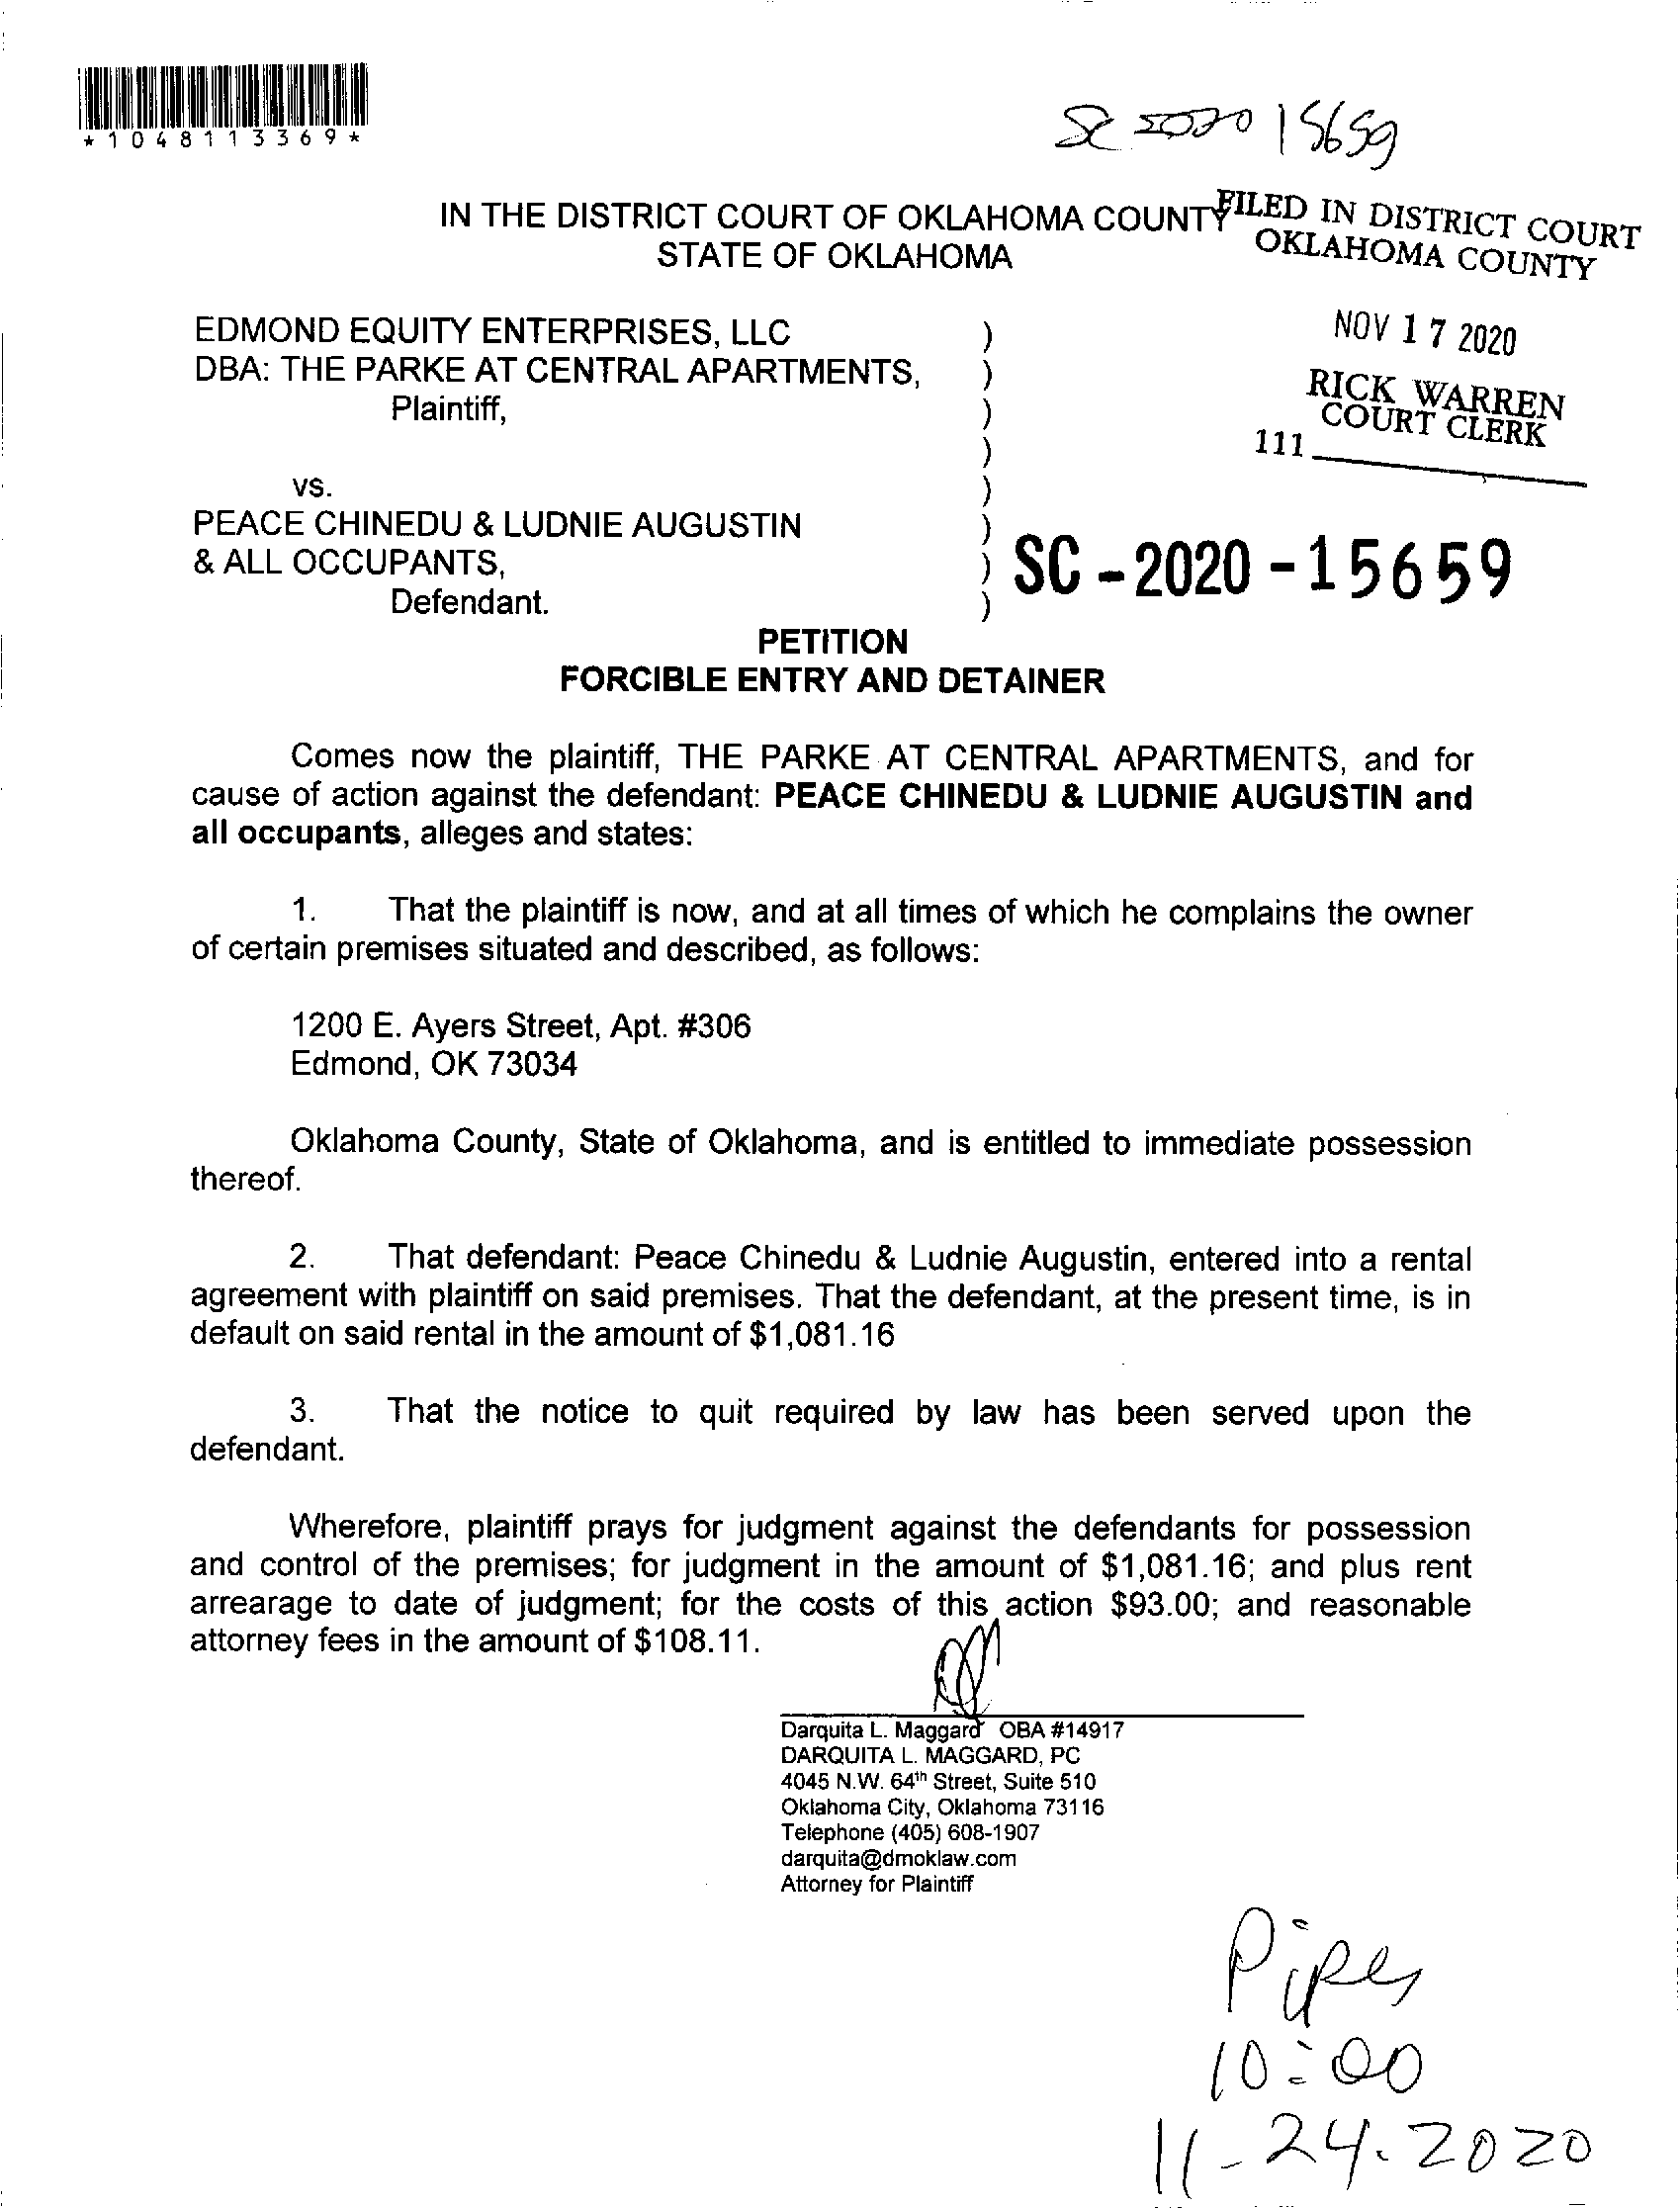 *1048113369*
SC 2020 15659
IN THE DISTRICT COURT OF OKLAHOMA COUNTY
STATE OF OKLAHOMA
FILED IN DISTRICT COURT
OKLAHOMA COUNTY
NOV 17 2020
RICK WARREN
COURT CLERK
111
EDMOND EQUITY ENTERPRISES, LLC )
DBA: THE PARKE AT CENTRAL APARTMENTS, )
Plaintiff, )
)
vs. )
PEACE CHINEDU & LUDNIE AUGUSTIN )
& ALL OCCUPANTS, )
Defendant. )
SC-2020-15659
PETITION
FORCIBLE ENTRY AND DETAINER
Comes now the plaintiff, THE PARKE AT CENTRAL APARTMENTS, and for
cause of action against the defendant: PEACE CHINEDU & LUDNIE AUGUSTIN and
all occupants, alleges and states:
1. That the plaintiff is now, and at all times of which he complains the owner
of certain premises situated and described, as follows:
1200 E. Ayers Street, Apt. #306
Edmond, OK 73034
Oklahoma County, State of Oklahoma, and is entitled to immediate possession
thereof.
2. That defendant: Peace Chinedu & Ludnie Augustin, entered into a rental
agreement with plaintiff on said premises. That the defendant, at the present time, is in
default on said rental in the amount of $1,081.16
3. That the notice to quit required by law has been served upon the
defendant.
Wherefore, plaintiff prays for judgment against the defendants for possession
and control of the premises; for judgment in the amount of $1,081.16; and plus rent
arrearage to date of judgment; for the costs of this action $93.00; and reasonable
attorney fees in the amount of $108.11.
Darquita L. Maggard OBA #14917
DARQUITA L. MAGGARD, PC
4045 N.W. 64th Street, Suite 510
Oklahoma City, Oklahoma 73116
Telephone (405) 608-1907
darquita@dmoklaw.com
Attorney for Plaintiff
10:00
11-24-2020